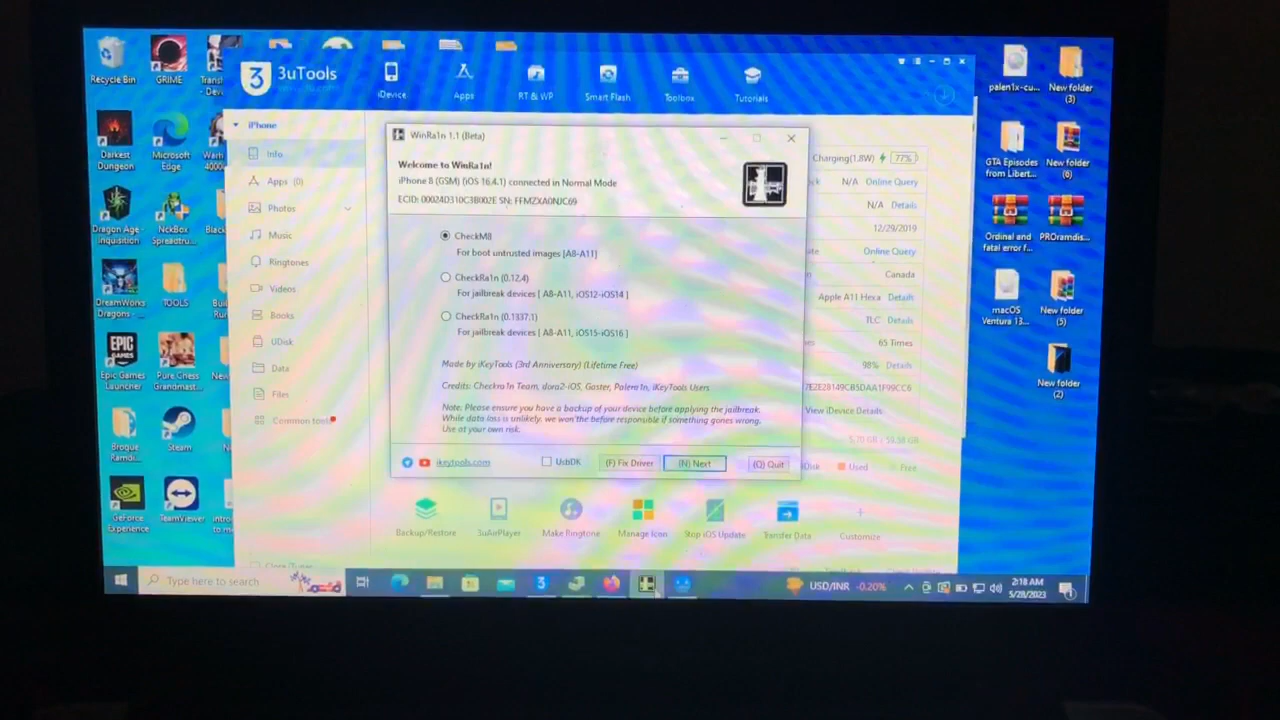 Recycle Bin
GRIME
Darkest
Dungeon
Microsoft
Edge
Dragon Age -
Inquisition
NckBox
Spreadtru...
DreamWorks
Dragons - ...
TOOLS
Epic Games
Launcher
Pure Chess
Grandmast...
Broque
Ramdi...
Steam
GeForce
Experience
TeamViewer
3uTools
iDevice
Apps
RT & WP
Smart Flash
Toolbox
Tutorials
iPhone
Info
Apps (0)
Photos
Music
Ringtones
Videos
Books
UDisk
Data
Files
Common tool
WinRa1n 1.1 (Beta)
Welcome to WinRa1n!
iPhone 8 (GSM) (iOS 16.4.1) connected in Normal Mode
CheckM8
For boot untrusted images [A8-A11]
CheckRa1n (0.12.4)
For jailbreak devices [ A8-A11, iOS12-iOS14 ]
CheckRa1n (0.1337.1)
For jailbreak devices [ A8-A11, iOS15-iOS16 ]
Made by iKeyTools (3rd Anniversary) (Lifetime Free)
Credits: Checkra1n Team, dora2-iOS, Gaster, Palera1n, iKeyTools Users
Note: Please ensure you have a backup of your device before applying the jailbreak.
While data loss is unlikely, we won'the before responsible if something gones wrong.
Use at your own risk.
ikeytools.com
UsbDK
(F) Fix Driver
(N) Next
(Q) Quit
Charging(1.8W) 77%
N/A Online Query
N/A Details
12/29/2019
Online Query
Canada
Apple A11 Hexa Details
TLC Details
65 Times
98% Details
View iDevice Details
Used
Free
Backup/Restore
3uAirPlayer
Make Ringtone
Manage Icon
Stop iOS Update
Transfer Data
Customize
palen1x-cu...
New folder
(3)
GTA Episodes
from Libert...
New folder
(6)
Ordinal and
fatal error f...
PROramdis...
macOS
Ventura 13...
New folder
(5)
New folder
(2)
Type here to search
USD/INR -0.20%
2:18 AM
5/28/2023